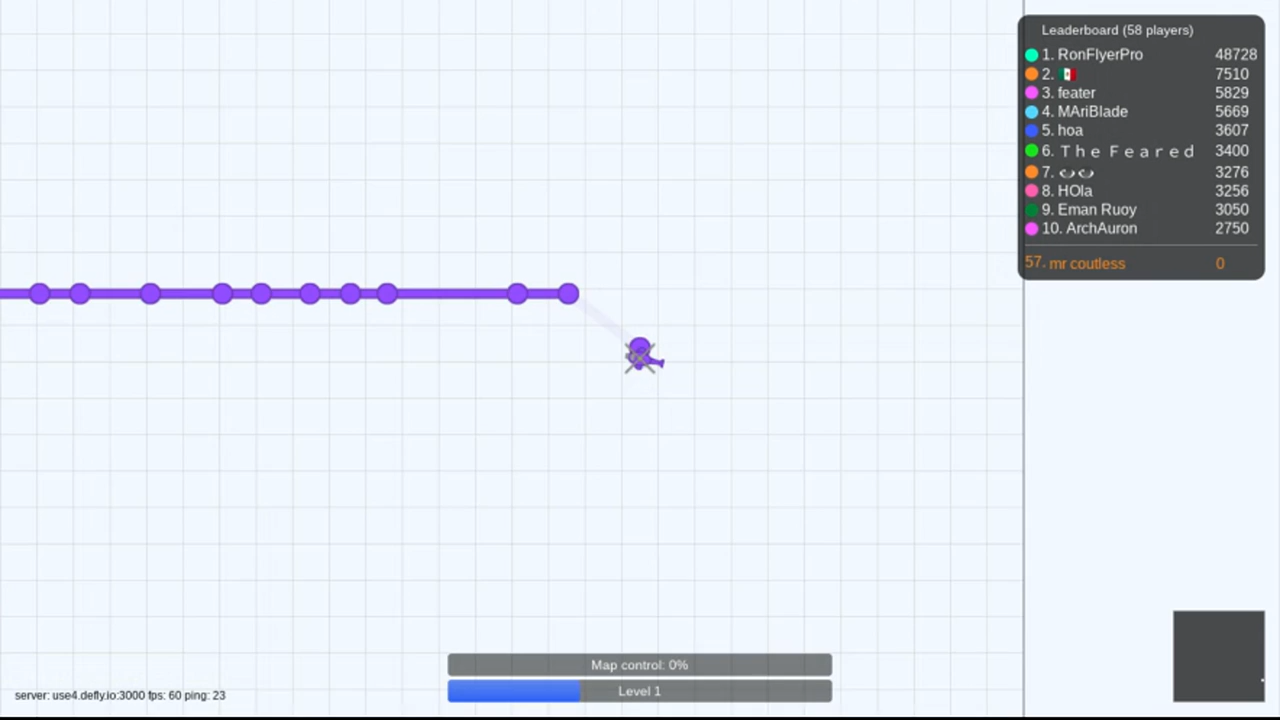 Leaderboard (58 players)
1. RonFlyerPro 48728
2. 🇲🇽 7510
3. feater 5829
4. MAriBlade 5669
5. hoa 3607
6. Ｔｈｅ Ｆｅａｒｅｄ 3400
7. 👁👁 3276
8. HOla 3256
9. Eman Ruoy 3050
10. ArchAuron 2750
57. mr coutless 0
Map control: 0%
Level 1
server: use4.defly.io:3000 fps: 60 ping: 23